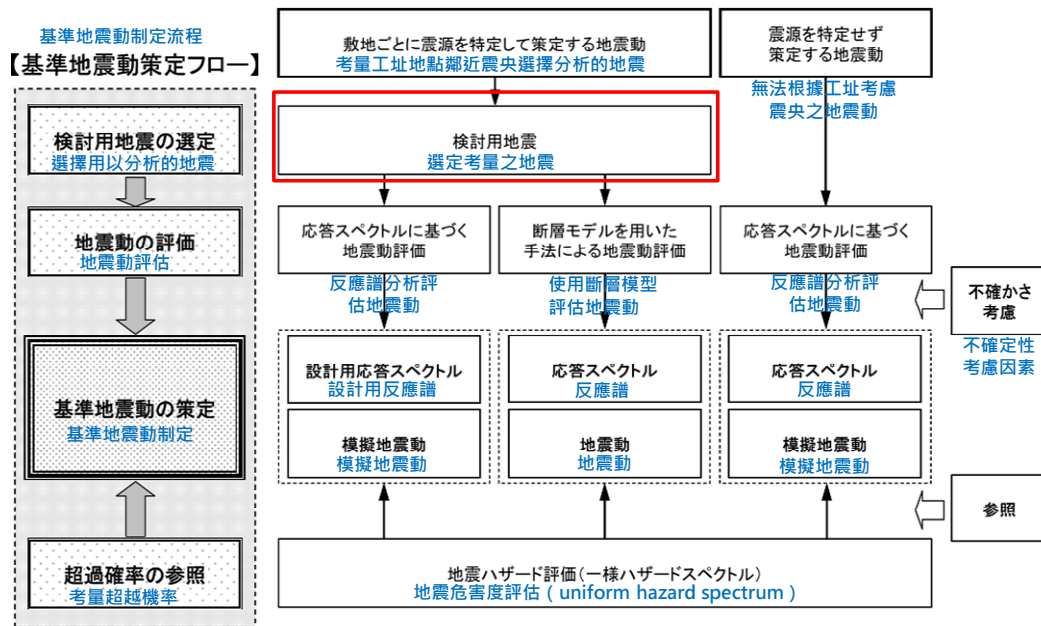 基準地震動制定流程
【基準地震動策定フロー】
検討用地震の選定
選擇用以分析的地震
地震動の評価
地震動評估
基準地震動の策定
基準地震動制定
超過確率の参照
考量超越機率
敷地ごとに震源を特定して策定する地震動
考量工址地點鄰近震央選擇分析的地震
震源を特定せず
策定する地震動
無法根據工址考慮
震央之地震動
検討用地震
選定考量之地震
応答スペクトルに基づく
地震動評価
反應譜分析評
估地震動
断層モデルを用いた
手法による地震動評価
使用斷層模型
評估地震動
応答スペクトルに基づく
地震動評価
反應譜分析評
估地震動
不確かさ
考慮
不確定性
考慮因素
設計用応答スペクトル
設計用反應譜
模擬地震動
模擬地震動
応答スペクトル
反應譜
地震動
地震動
応答スペクトル
反應譜
模擬地震動
模擬地震動
参照
地震ハザード評価(一様ハザードスペクトル)
地震危害度評估 ( uniform hazard spectrum )